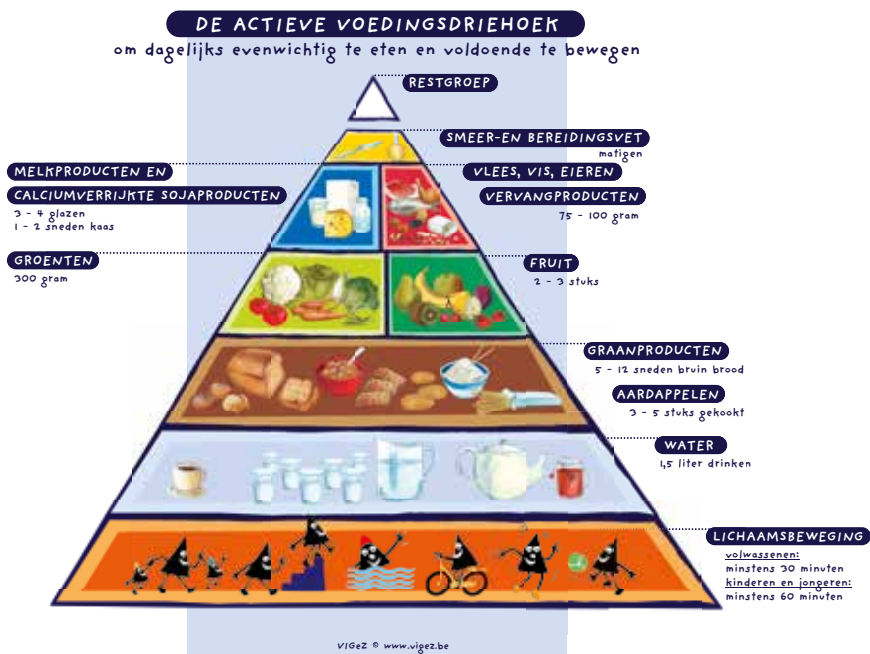 DE ACTIEVE VOEDINGSDRIEHOEK
om dagelijks evenwichtig te eten en voldoende te bewegen
RESTGROEP
SMEER-EN BEREIDINGSVET
matigen
MELKPRODUCTEN EN
CALCIUMVERRIJKTE SOJAPRODUCTEN
3 - 4 glazen
1 - 2 sneden kaas
VLEES, VIS, EIEREN
VERVANGPRODUCTEN
75 - 100 gram
GROENTEN
300 gram
FRUIT
2 - 3 stuks
GRAANPRODUCTEN
5 - 12 sneden bruin brood
AARDAPPELEN
3 - 5 stuks gekookt
WATER
1,5 liter drinken
LICHAAMSBEWEGING
volwassenen:
minstens 30 minuten
kinderen en jongeren:
minstens 60 minuten
VIGeZ © www.vigez.be